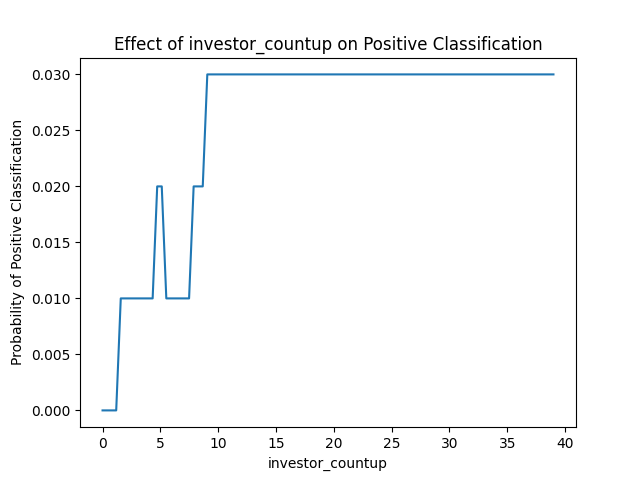 Effect of investor_countup on Positive Classification
Probability of Positive Classification
0.030
0.025
0.020
0.015
0.010
0.005
0.000
0 5 10 15 20 25 30 35 40
investor_countup